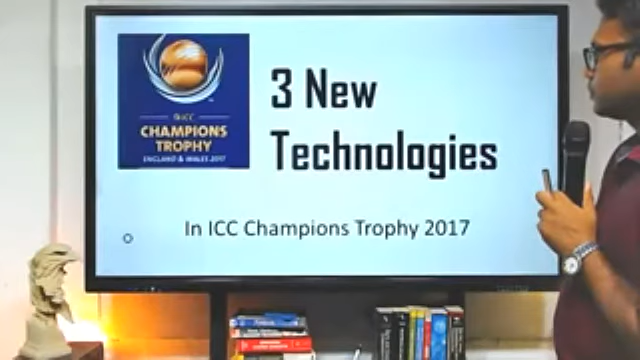 ICC
CHAMPIONS
TROPHY
ENGLAND & WALES 2017
3 New
Technologies
In ICC Champions Trophy 2017